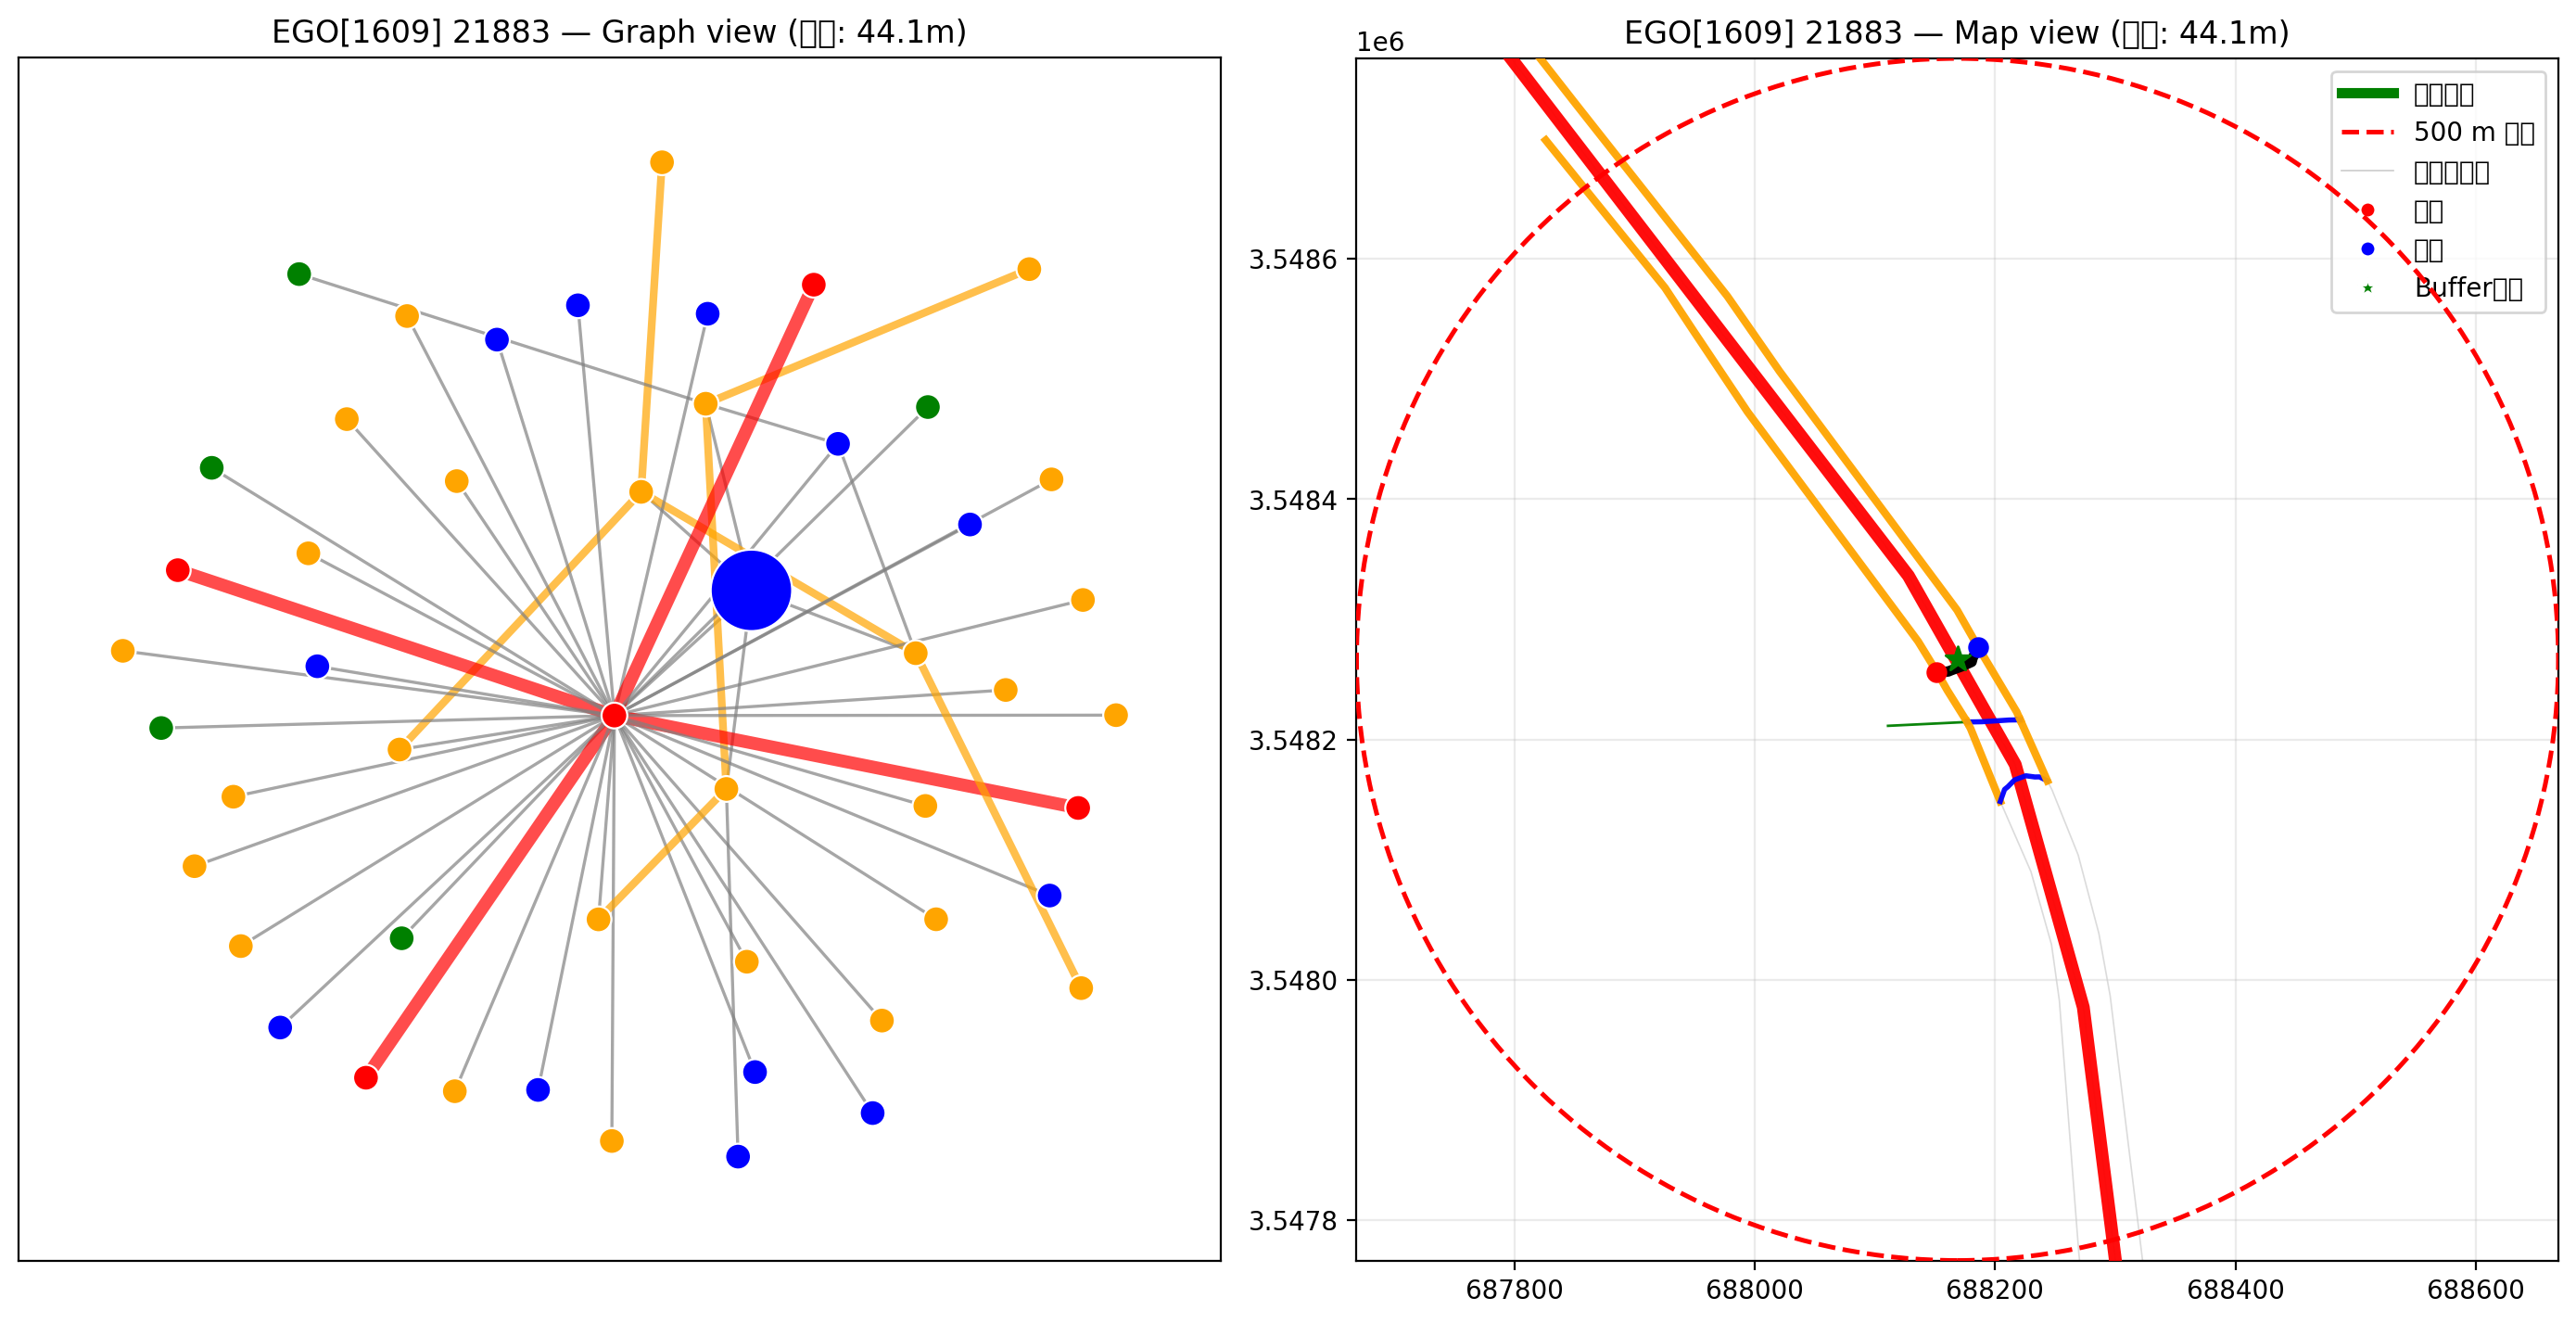 EGO[1609] 21883 — Graph view (: 44.1m)
EGO[1609] 21883 — Map view (: 44.1m)
1e6
500 m
Buffer
3.5486
3.5484
3.5482
3.5480
3.5478
687800
688000
688200
688400
688600